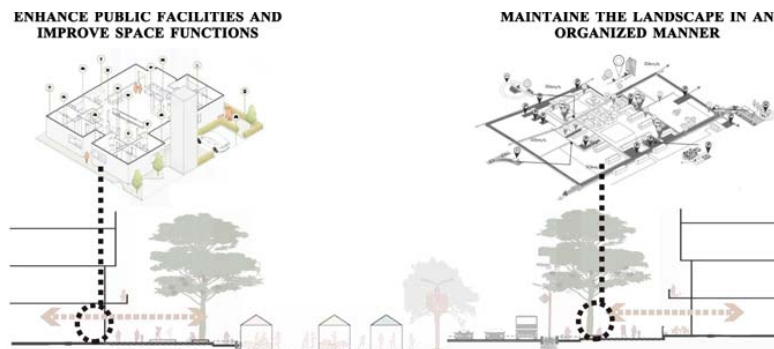 ENHANCE PUBLIC FACILITIES AND
IMPROVE SPACE FUNCTIONS
MAINTAINE THE LANDSCAPE IN AN
ORGANIZED MANNER